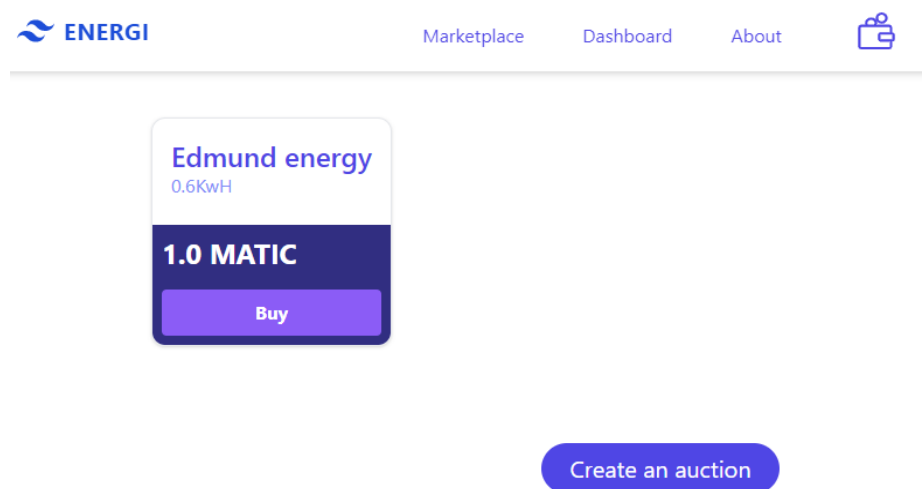 ENERGI
Marketplace Dashboard About
Edmund energy
0.6KwH
1.0 MATIC
Buy
Create an auction